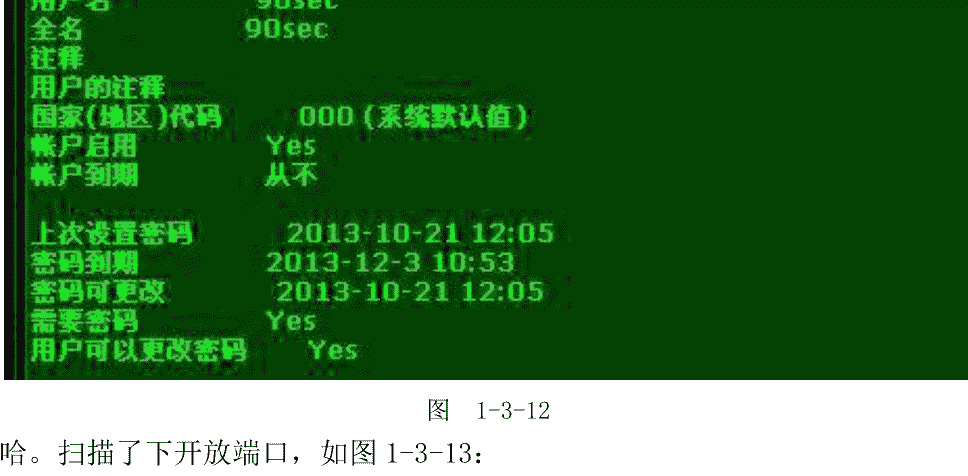 用户名 90sec
全名 90sec
注释
用户的注释
国家(地区)代码 000 (系统默认值)
帐户启用 Yes
帐户到期 从不
上次设置密码 2013-10-21 12:05
密码到期 2013-12-3 10:53
密码可更改 2013-10-21 12:05
需要密码 Yes
用户可以更改密码 Yes
图 1-3-12
哈。扫描了下开放端口，如图 1-3-13：